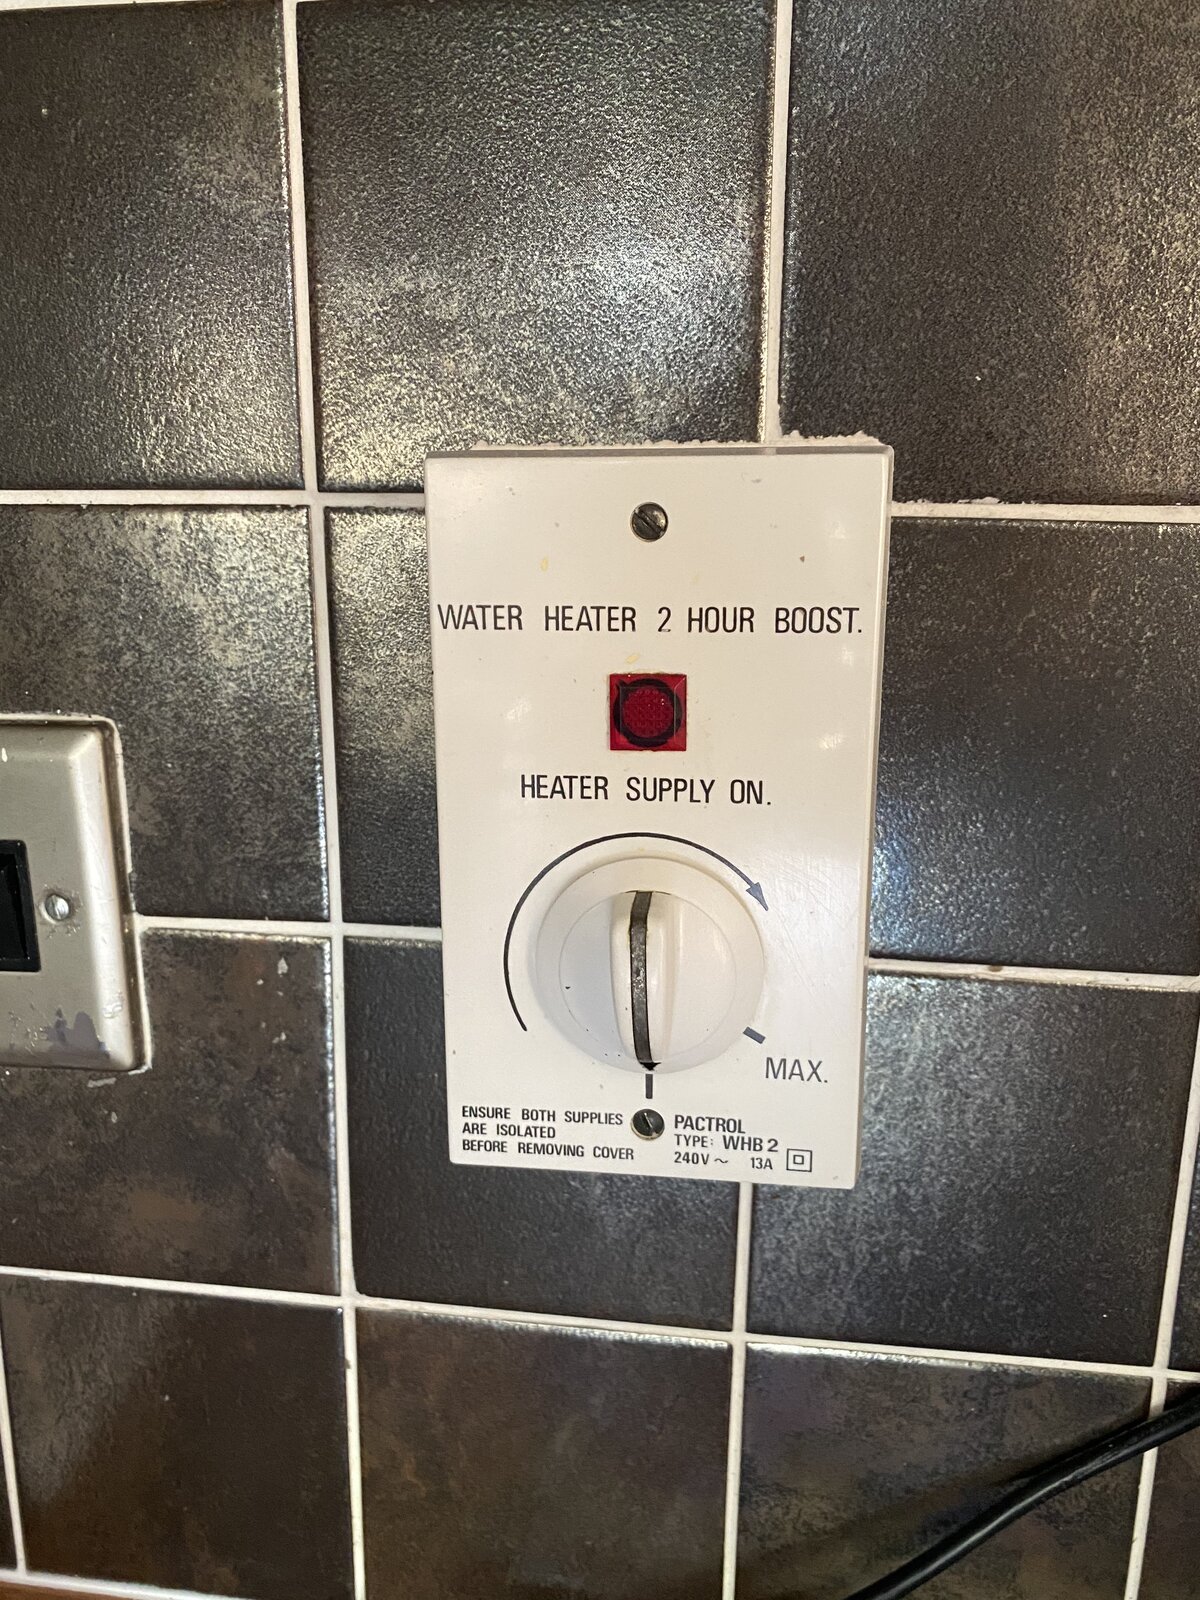 WATER HEATER 2 HOUR BOOST.
HEATER SUPPLY ON.
MAX.
ENSURE BOTH SUPPLIES
ARE ISOLATED
BEFORE REMOVING COVER
PACTROL
TYPE: WHB 2
240V ~ 13A